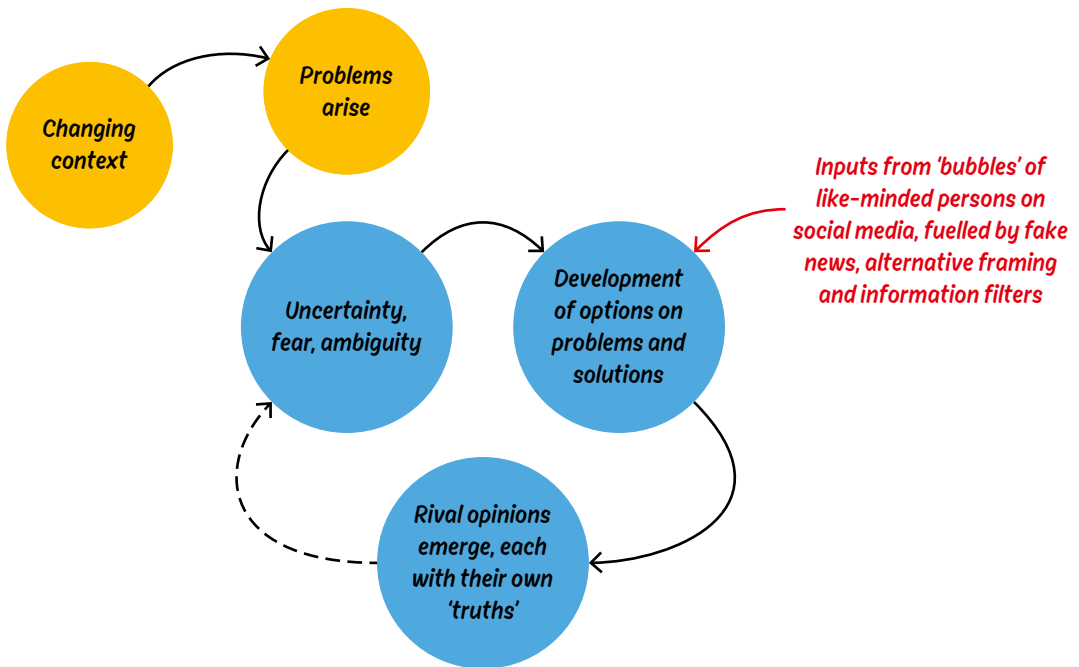 Changing
context
Problems
arise
Uncertainty,
fear, ambiguity
Development
of options on
problems and
solutions
Inputs from ‘bubbles’ of
like-minded persons on
social media, fuelled by fake
news, alternative framing
and information filters
Rival opinions
emerge, each
with their own
‘truths’